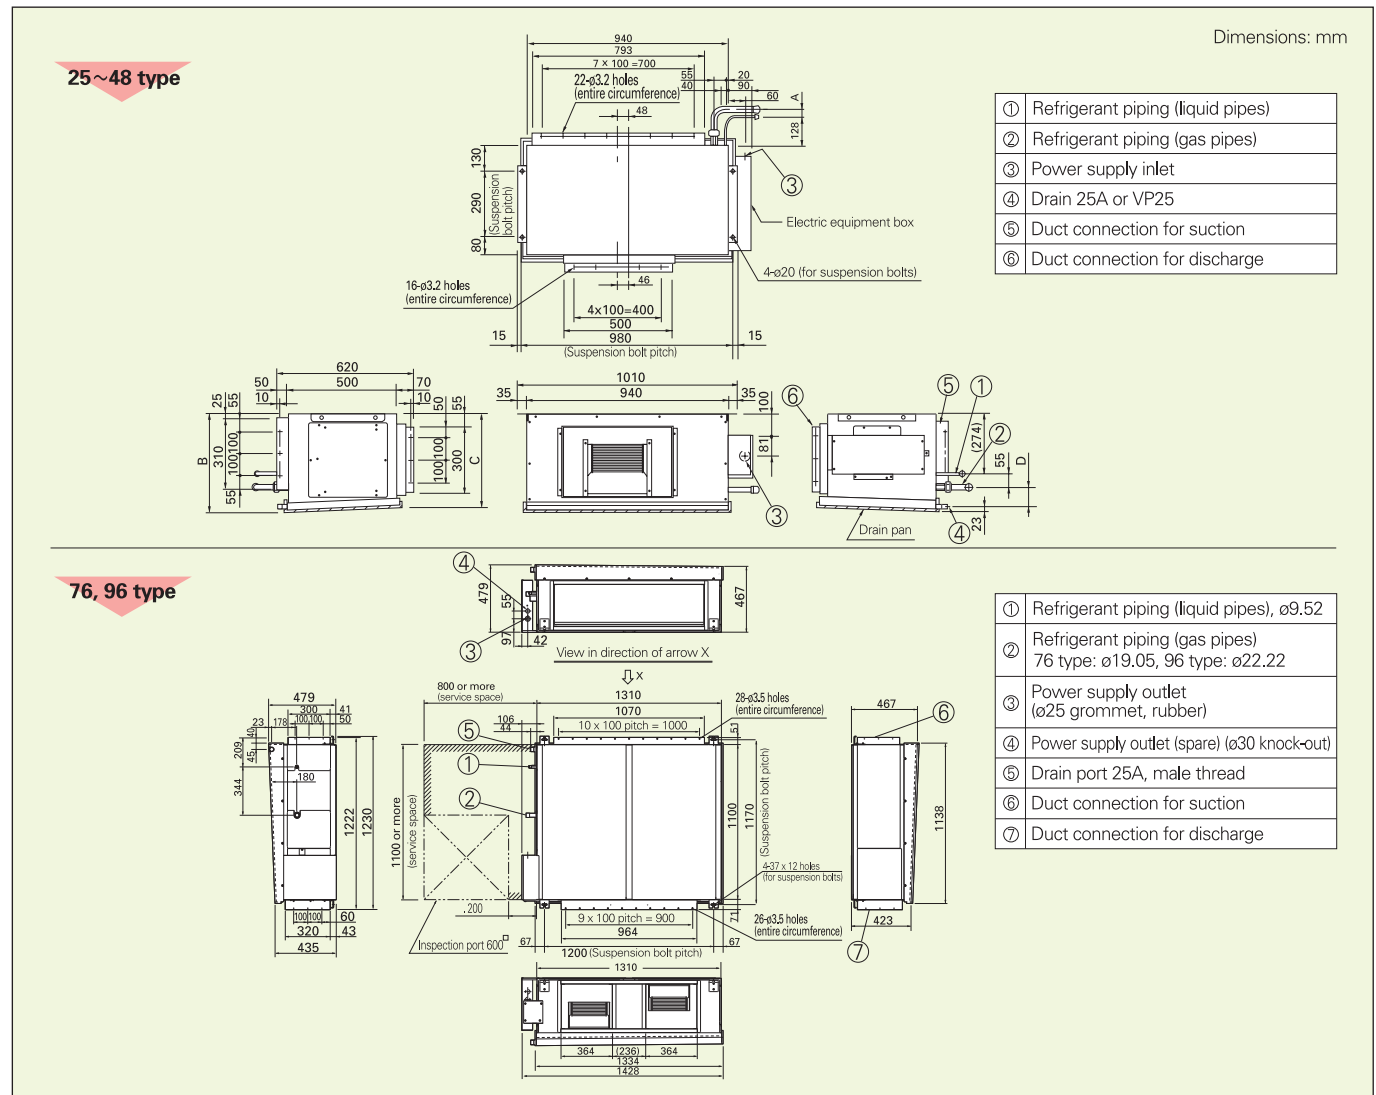 Dimensions: mm
25~48 type
940
793
7 × 100 =700
22-ø3.2 holes
(entire circumference)
48
55
20
40
90
60
A
128
130
290
80
(Suspension
bolt pitch)
③
Electric equipment box
4-ø20 (for suspension bolts)
16-ø3.2 holes
(entire circumference)
46
4x100=400
500
15
980
15
(Suspension bolt pitch)
① Refrigerant piping (liquid pipes)
② Refrigerant piping (gas pipes)
③ Power supply inlet
④ Drain 25A or VP25
⑤ Duct connection for suction
⑥ Duct connection for discharge
620
50
500
70
10
10
25
55
50
55
B
310
100
100
55
100
100
300
C
1010
35
940
35
100
81
③
⑥
⑤
①
②
(274)
55
D
23
④
Drain pan
76, 96 type
④
479
55
97
③
42
467
View in direction of arrow X
X
① Refrigerant piping (liquid pipes), ø9.52
② Refrigerant piping (gas pipes)
76 type: ø19.05, 96 type: ø22.22
③ Power supply outlet
(ø25 grommet, rubber)
④ Power supply outlet (spare) (ø30 knock-out)
⑤ Drain port 25A, male thread
⑥ Duct connection for suction
⑦ Duct connection for discharge
479
300
41
23
178
100
100
50
40
209
45
180
344
1222
1230
100
100
60
320
43
435
800 or more
(service space)
1310
28-ø3.5 holes
(entire circumference)
1070
106
44
10 x 100 pitch = 1000
51
⑤
①
②
1100 or more
(service space)
1100
1170
(Suspension bolt pitch)
4-37 x 12 holes
(for suspension bolts)
200
Inspection port 600□
9 x 100 pitch = 900
26-ø3.5 holes
(entire circumference)
71
964
67
67
1200 (Suspension bolt pitch)
467
⑥
1138
423
⑦
1310
364
(236)
364
1334
1428